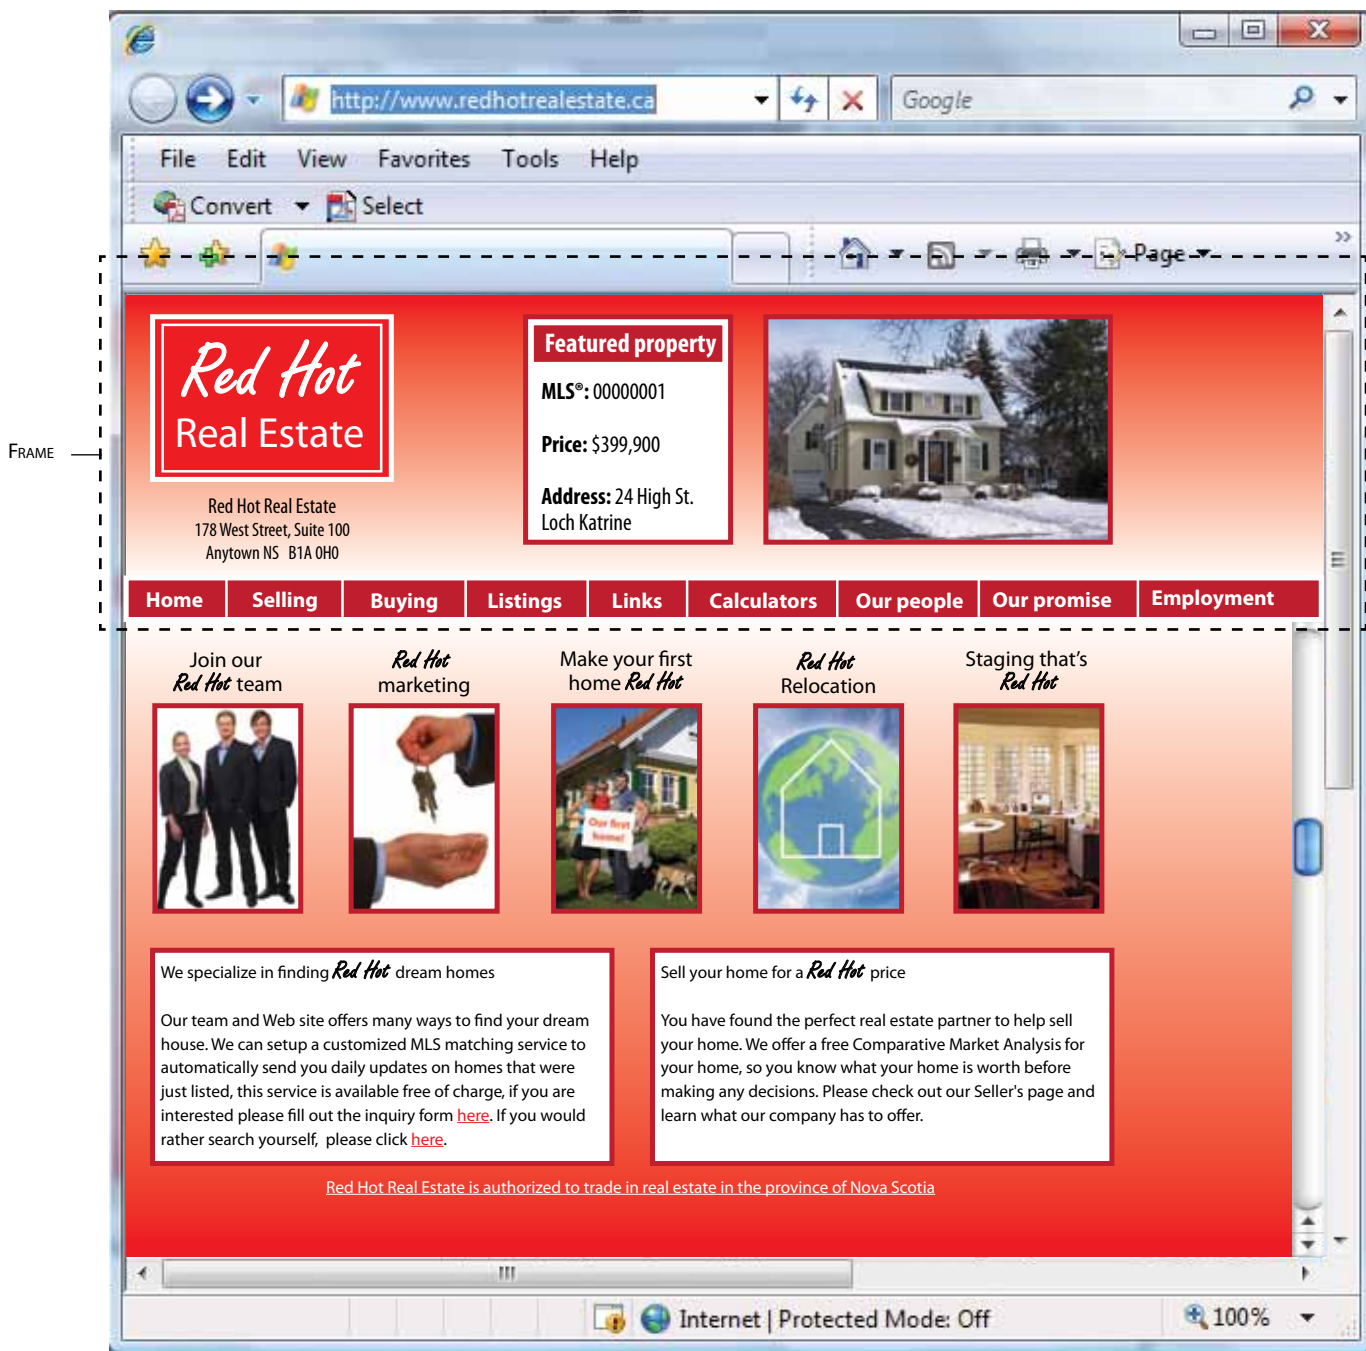 http://www.redhotrealestate.ca
Google
File Edit View Favorites Tools Help
Convert Select
Page
FRAME
Red Hot
Real Estate
Red Hot Real Estate
178 West Street, Suite 100
Anytown NS B1A 0H0
Featured property
MLS®: 00000001
Price: $399,900
Address: 24 High St.
Loch Katrine
Home Selling Buying Listings Links Calculators Our people Our promise Employment
Join our
Red Hot team
Red Hot
marketing
Make your first
home Red Hot
Red Hot
Relocation
Staging that's
Red Hot
Our first
home!
We specialize in finding Red Hot dream homes
Our team and Web site offers many ways to find your dream
house. We can setup a customized MLS matching service to
automatically send you daily updates on homes that were
just listed, this service is available free of charge, if you are
interested please fill out the inquiry form here. If you would
rather search yourself, please click here.
Sell your home for a Red Hot price
You have found the perfect real estate partner to help sell
your home. We offer a free Comparative Market Analysis for
your home, so you know what your home is worth before
making any decisions. Please check out our Seller's page and
learn what our company has to offer.
Red Hot Real Estate is authorized to trade in real estate in the province of Nova Scotia
Internet | Protected Mode: Off
100%